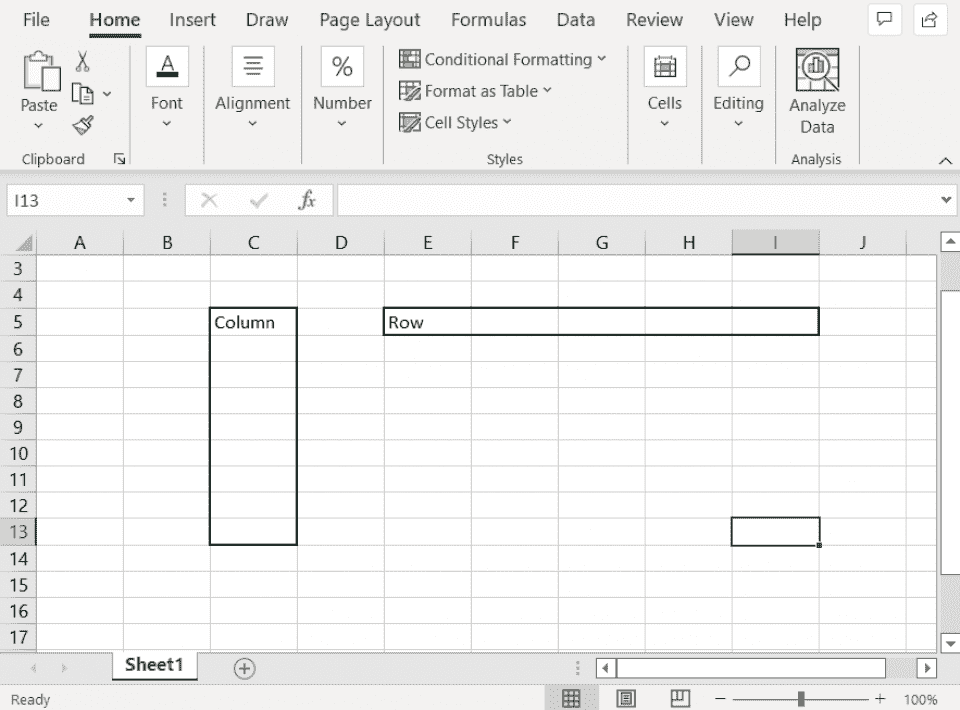 File Home Insert Draw Page Layout Formulas Data Review View Help
Paste
Clipboard
A
Font
Alignment
%
Number
Conditional Formatting
Format as Table
Cell Styles
Styles
Cells
Editing
Analyze
Data
Analysis
I13
fx
A B C D E F G H I J
3
4
5 Column Row
6
7
8
9
10
11
12
13
14
15
16
17
Sheet1
Ready
100%